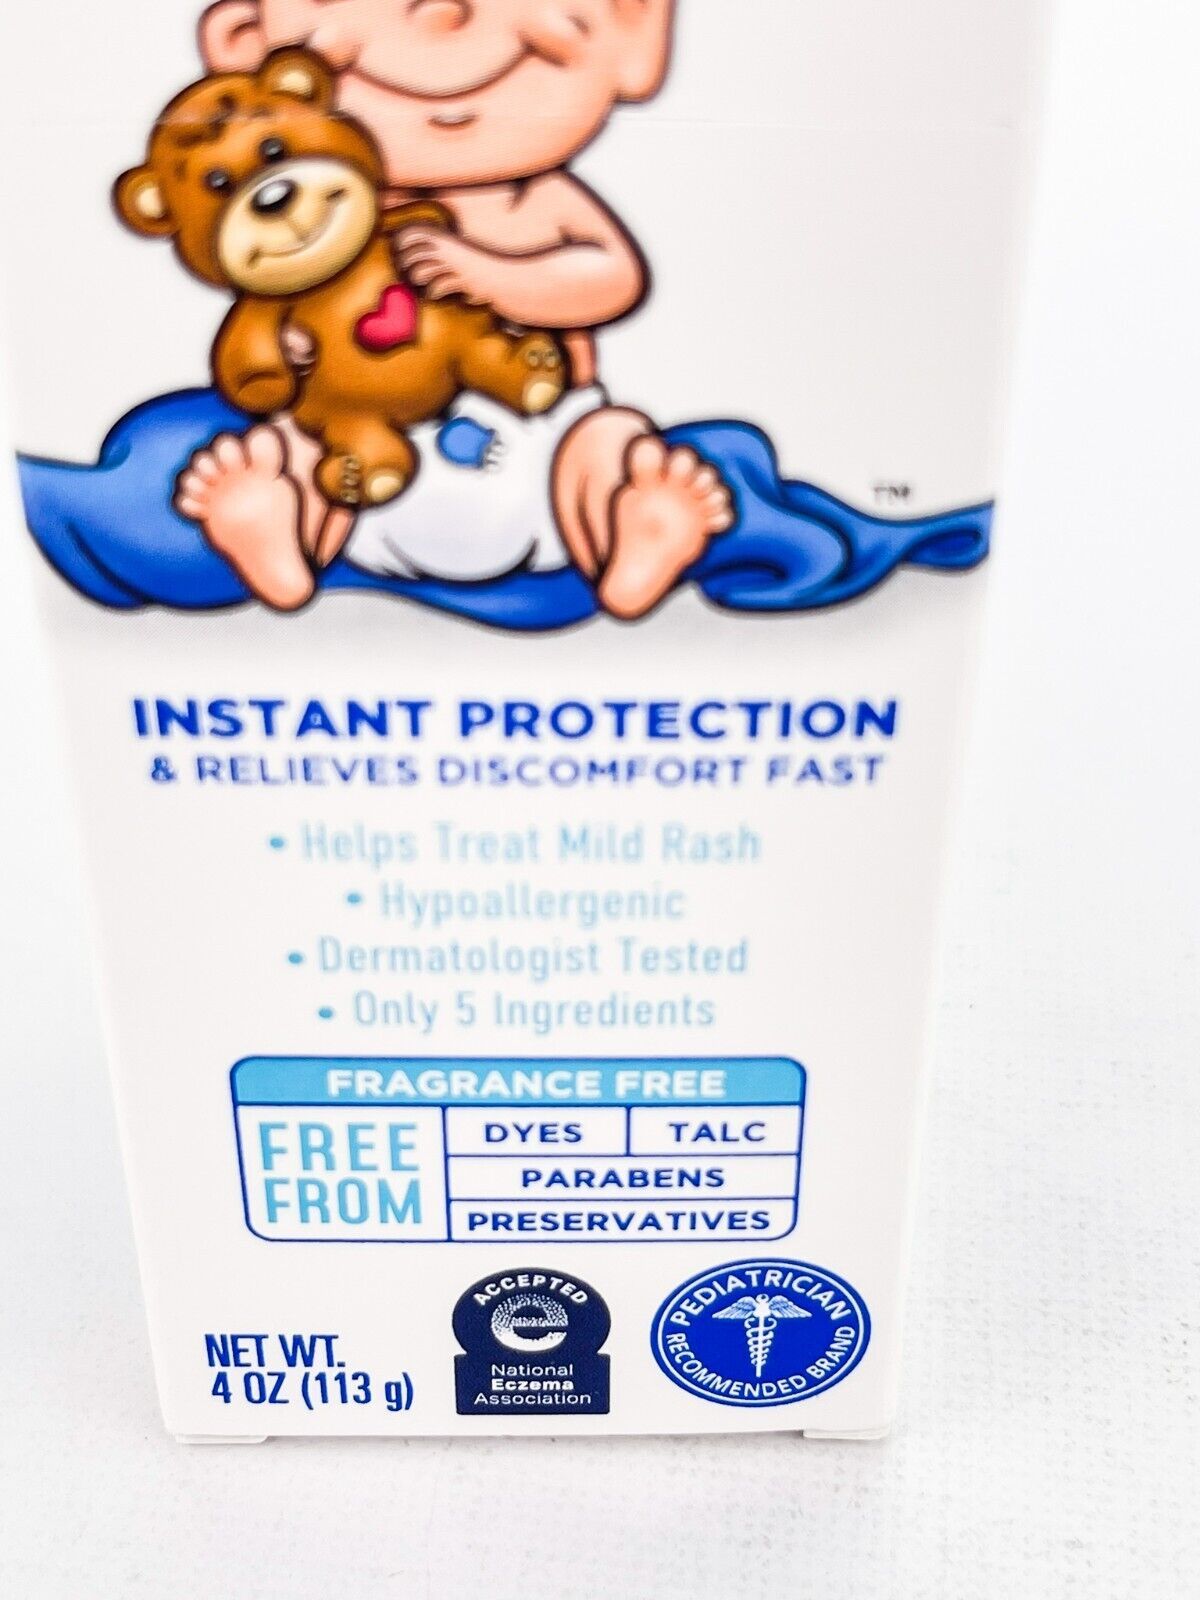 TM
INSTANT PROTECTION
& RELIEVES DISCOMFORT FAST
• Helps Treat Mild Rash
• Hypoallergenic
• Dermatologist Tested
• Only 5 Ingredients
FRAGRANCE FREE
FREE FROM
DYES
TALC
PARABENS
PRESERVATIVES
NET WT.
4 OZ (113 g)
ACCEPTED
e
National
Eczema
Association
PEDIATRICIAN
RECOMMENDED BRAND